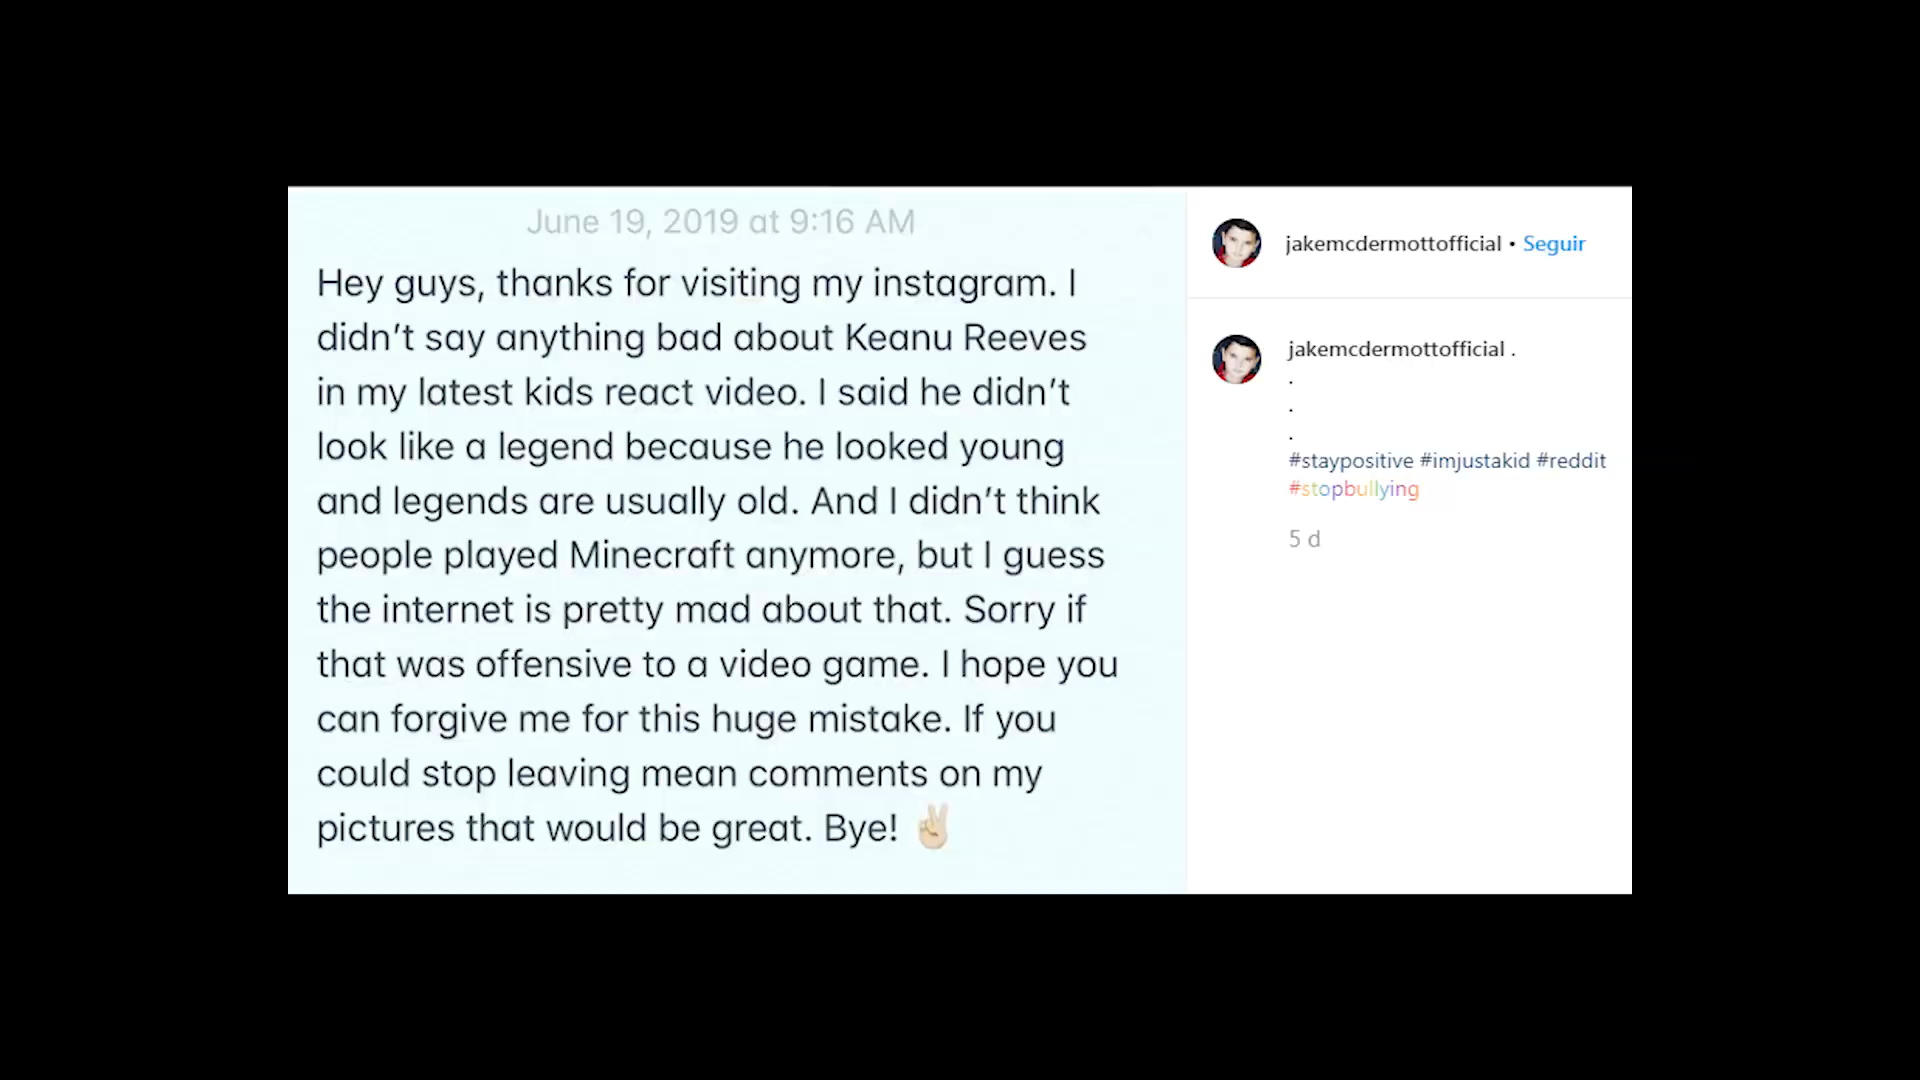 June 19, 2019 at 9:16 AM
Hey guys, thanks for visiting my instagram. I
didn't say anything bad about Keanu Reeves
in my latest kids react video. I said he didn't
look like a legend because he looked young
and legends are usually old. And I didn't think
people played Minecraft anymore, but I guess
the internet is pretty mad about that. Sorry if
that was offensive to a video game. I hope you
can forgive me for this huge mistake. If you
could stop leaving mean comments on my
pictures that would be great. Bye! ✌🏼
jakemcdermottofficial • Seguir
jakemcdermottofficial .
.
.
.
#staypositive #imjustakid #reddit
#stopbullying
5 d